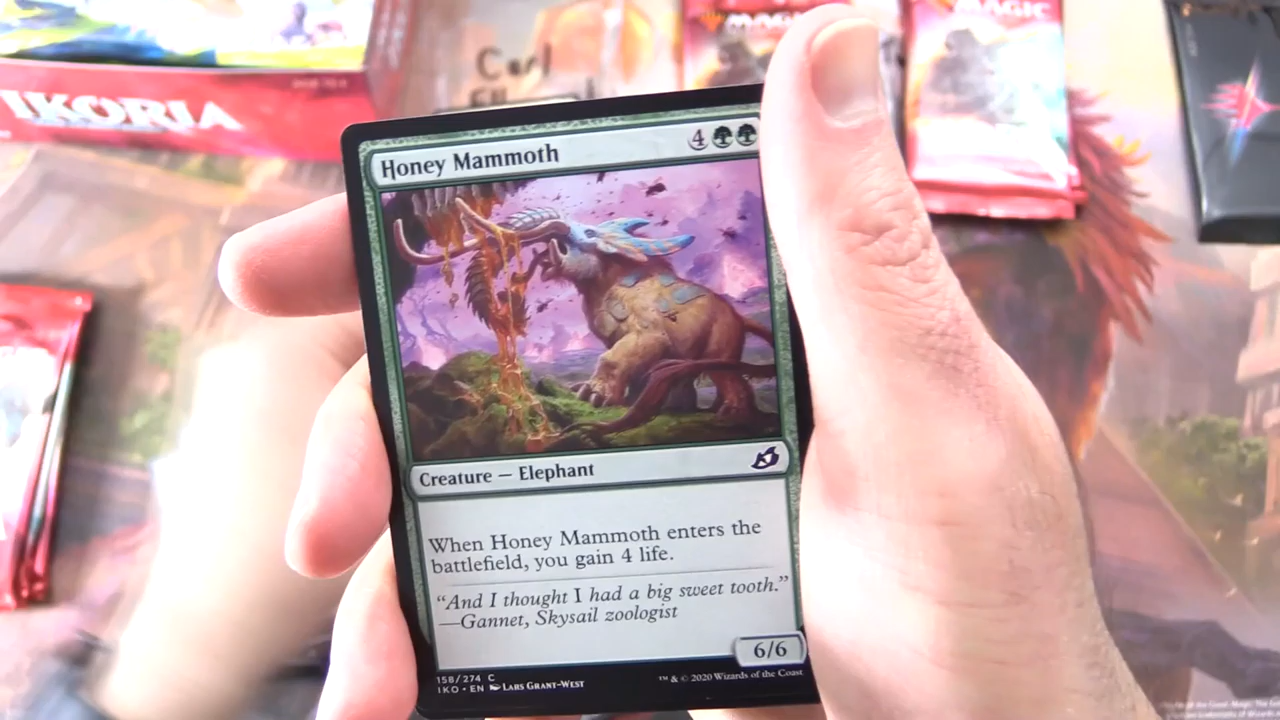 IKORIA
MAGIC
MAGIC
Carl
Honey Mammoth
4
Creature — Elephant
When Honey Mammoth enters the
battlefield, you gain 4 life.
“And I thought I had a big sweet tooth.”
—Gannet, Skysail zoologist
6/6
158/274 C
IKO • EN Lars Grant-West
™ & © 2020 Wizards of the Coast